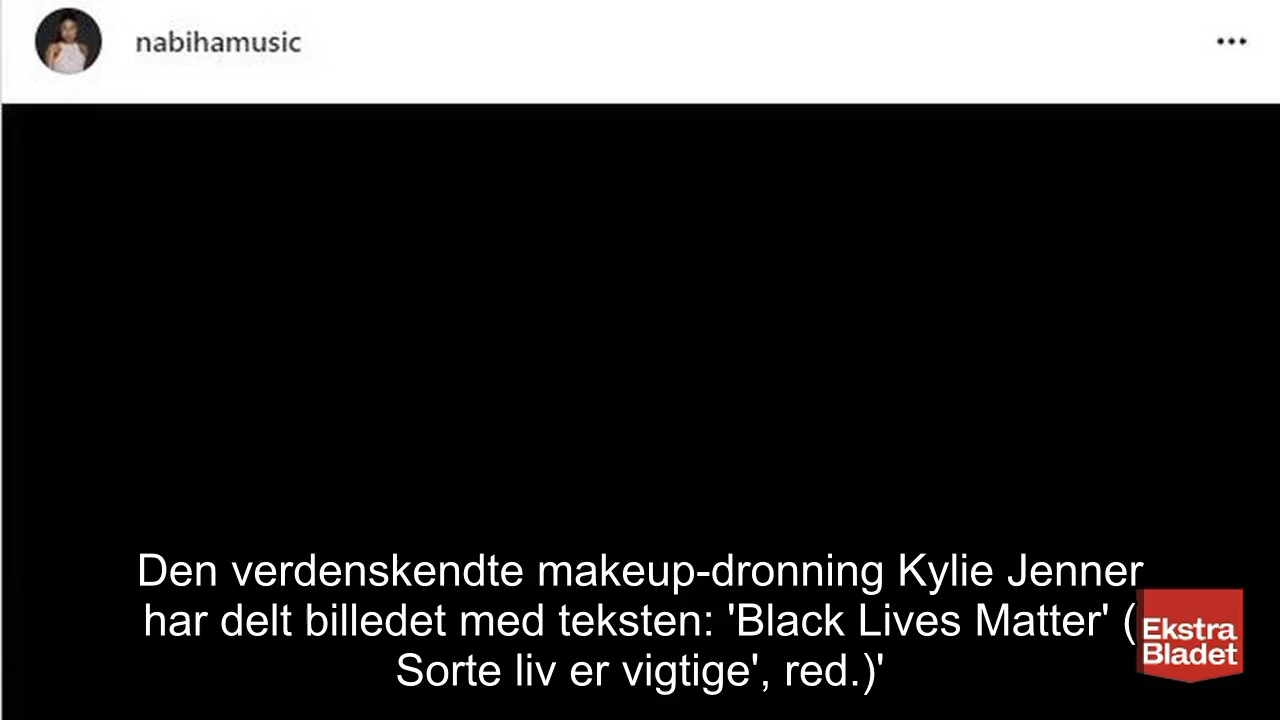 nabihamusic
Den verdenskendte makeup-dronning Kylie Jenner
har delt billedet med teksten: 'Black Lives Matter' (
Sorte liv er vigtige', red.)'
Ekstra
Bladet